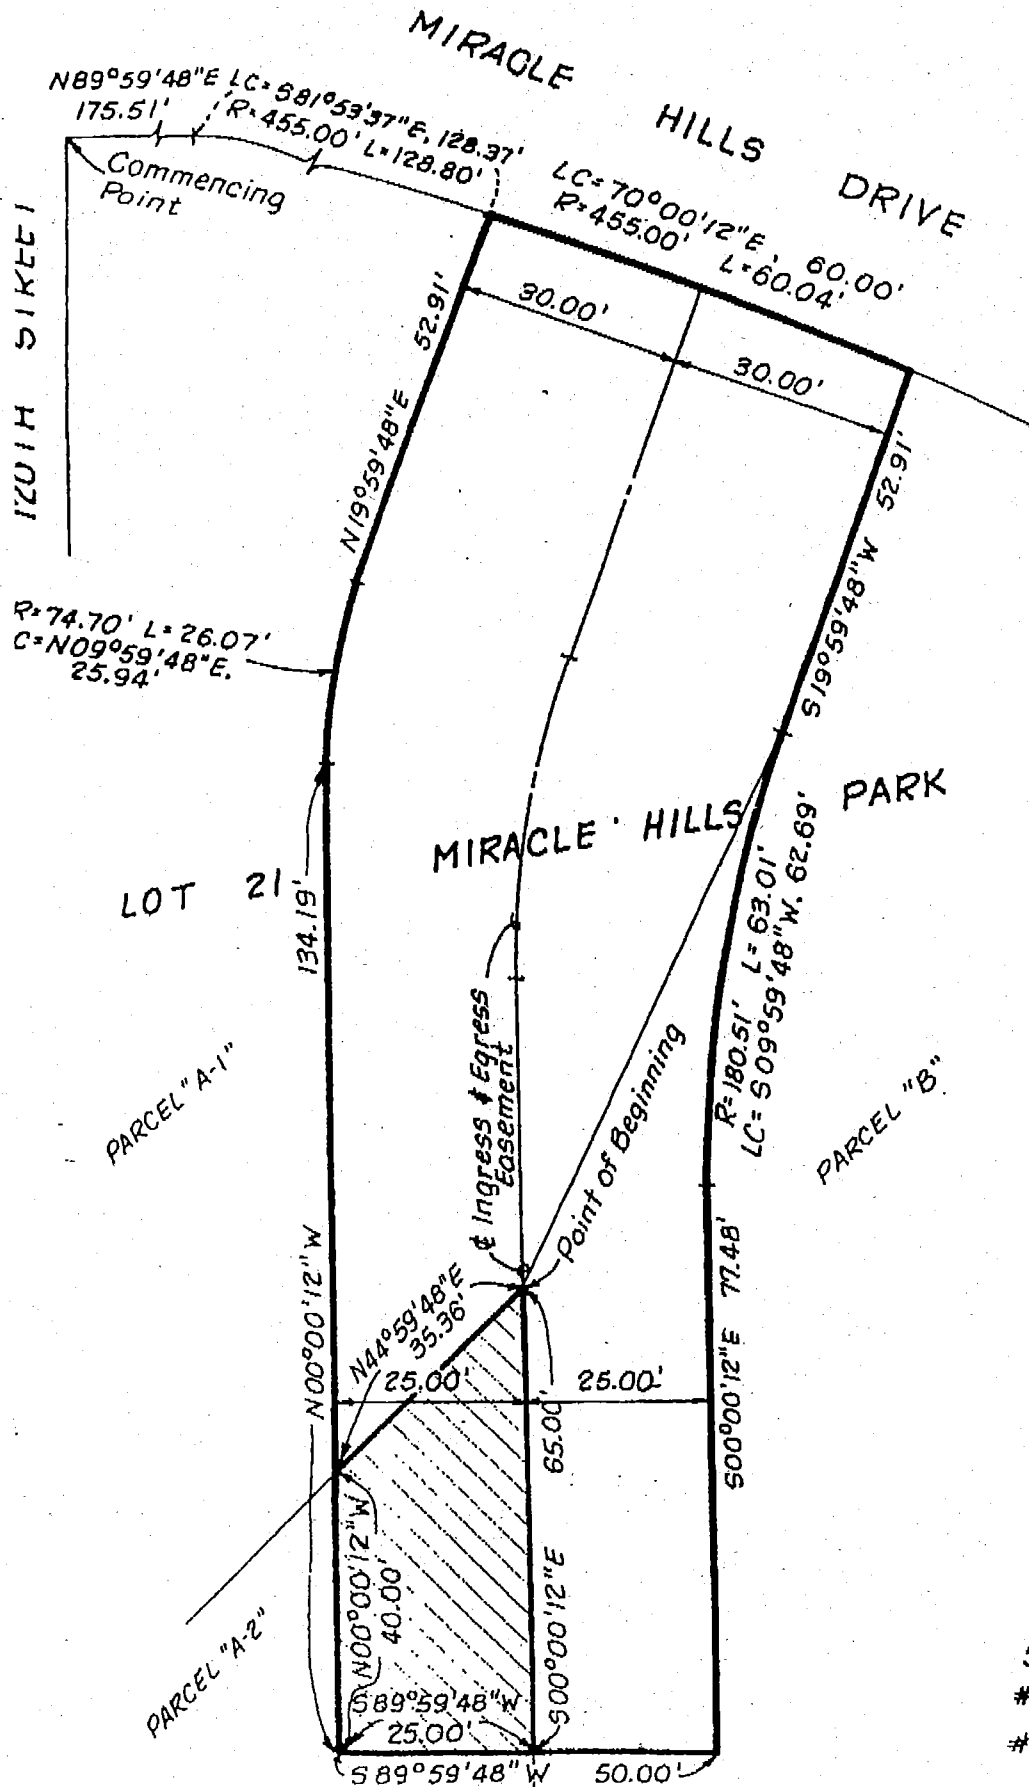 MIRACLE HILLS DRIVE
N89°59'48"E
175.51'
LC= S81°53'37"E, 128.37'
R=455.00' L=128.80'
Commencing
Point
LC= 70°00'12"E, 60.00'
R=455.00' L=60.04'
30.00'
30.00'
52.91'
N19°59'48"E
52.91'
S19°59'48"W
R=74.70' L=26.07'
C=N09°59'48"E.
25.94'
MIRACLE HILLS PARK
LOT 21
134.19'
R=180.51' L=63.01'
LC= S09°59'48"W. 62.69'
PARCEL "A-1"
PARCEL "B"
℄ Ingress & Egress
Easement
Point of Beginning
N00°00'12"W
N44°59'48"E
35.36'
25.00'
25.00'
65.00'
S00°00'12"E 77.48'
N00°00'12"W
40.00'
S00°00'12"E
PARCEL "A-2"
S89°59'48"W
25.00'
S89°59'48"W 50.00'
#
#